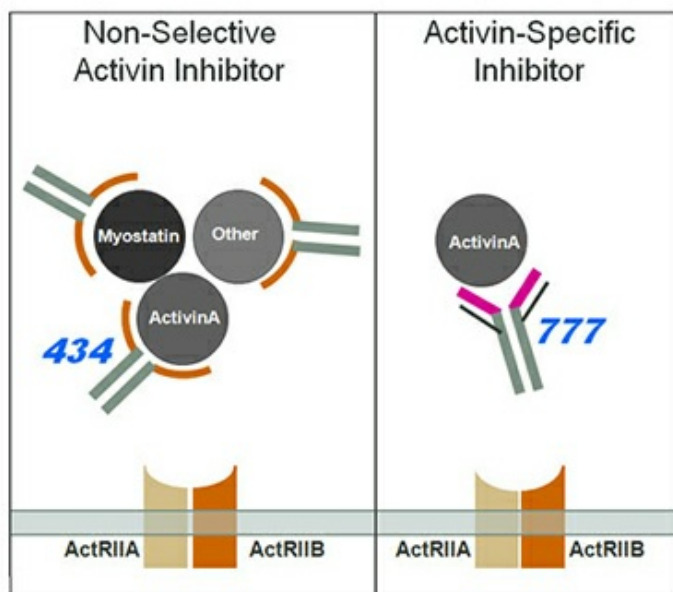 Non-Selective
Activin Inhibitor
Myostatin
Other
ActivinA
434
ActRIIA
ActRIIB
Activin-Specific
Inhibitor
ActivinA
777
ActRIIA
ActRIIB